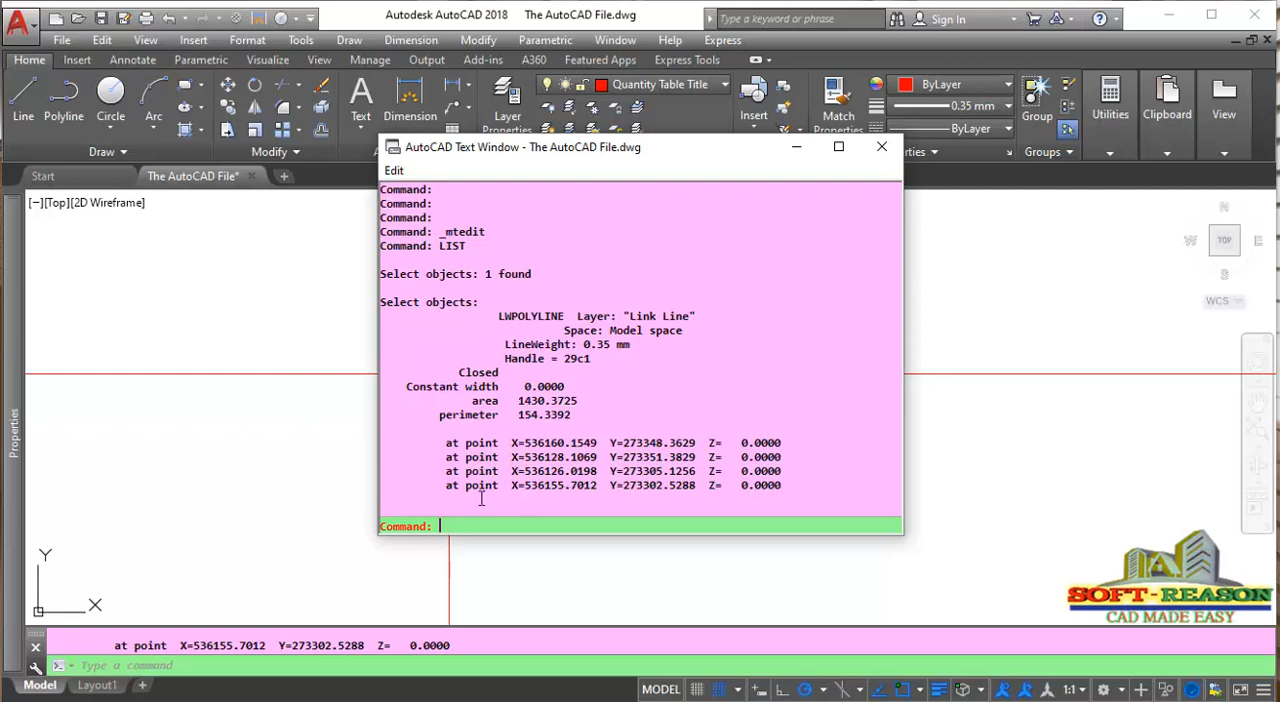 Autodesk AutoCAD 2018 The AutoCAD File.dwg
Type a keyword or phrase
Sign In
File Edit View Insert Format Tools Draw Dimension Modify Parametric Window Help Express
Home Insert Annotate Parametric Visualize View Manage Output Add-ins A360 Featured Apps Express Tools
Quantity Table Title
ByLayer
0.35 mm
ByLayer
Line Polyline Circle Arc
Text Dimension
Layer
Properties
Insert
Match
Properties
Group
Utilities
Clipboard
View
Draw
Modify
Groups
Start
The AutoCAD File*
[−][Top][2D Wireframe]
AutoCAD Text Window - The AutoCAD File.dwg
Edit
Command:
Command:
Command:
Command: _mtedit
Command: LIST
Select objects: 1 found
Select objects:
LWPOLYLINE Layer: "Link Line"
Space: Model space
LineWeight: 0.35 mm
Handle = 29c1
Closed
Constant width 0.0000
area 1430.3725
perimeter 154.3392
at point X=536160.1549 Y=273348.3629 Z= 0.0000
at point X=536128.1069 Y=273351.3829 Z= 0.0000
at point X=536126.0198 Y=273305.1256 Z= 0.0000
at point X=536155.7012 Y=273302.5288 Z= 0.0000
Command:
N
W TOP E
S
WCS
Properties
Y
X
SOFT-REASON
CAD MADE EASY
at point X=536155.7012 Y=273302.5288 Z= 0.0000
Type a command
Model Layout1
MODEL
1:1